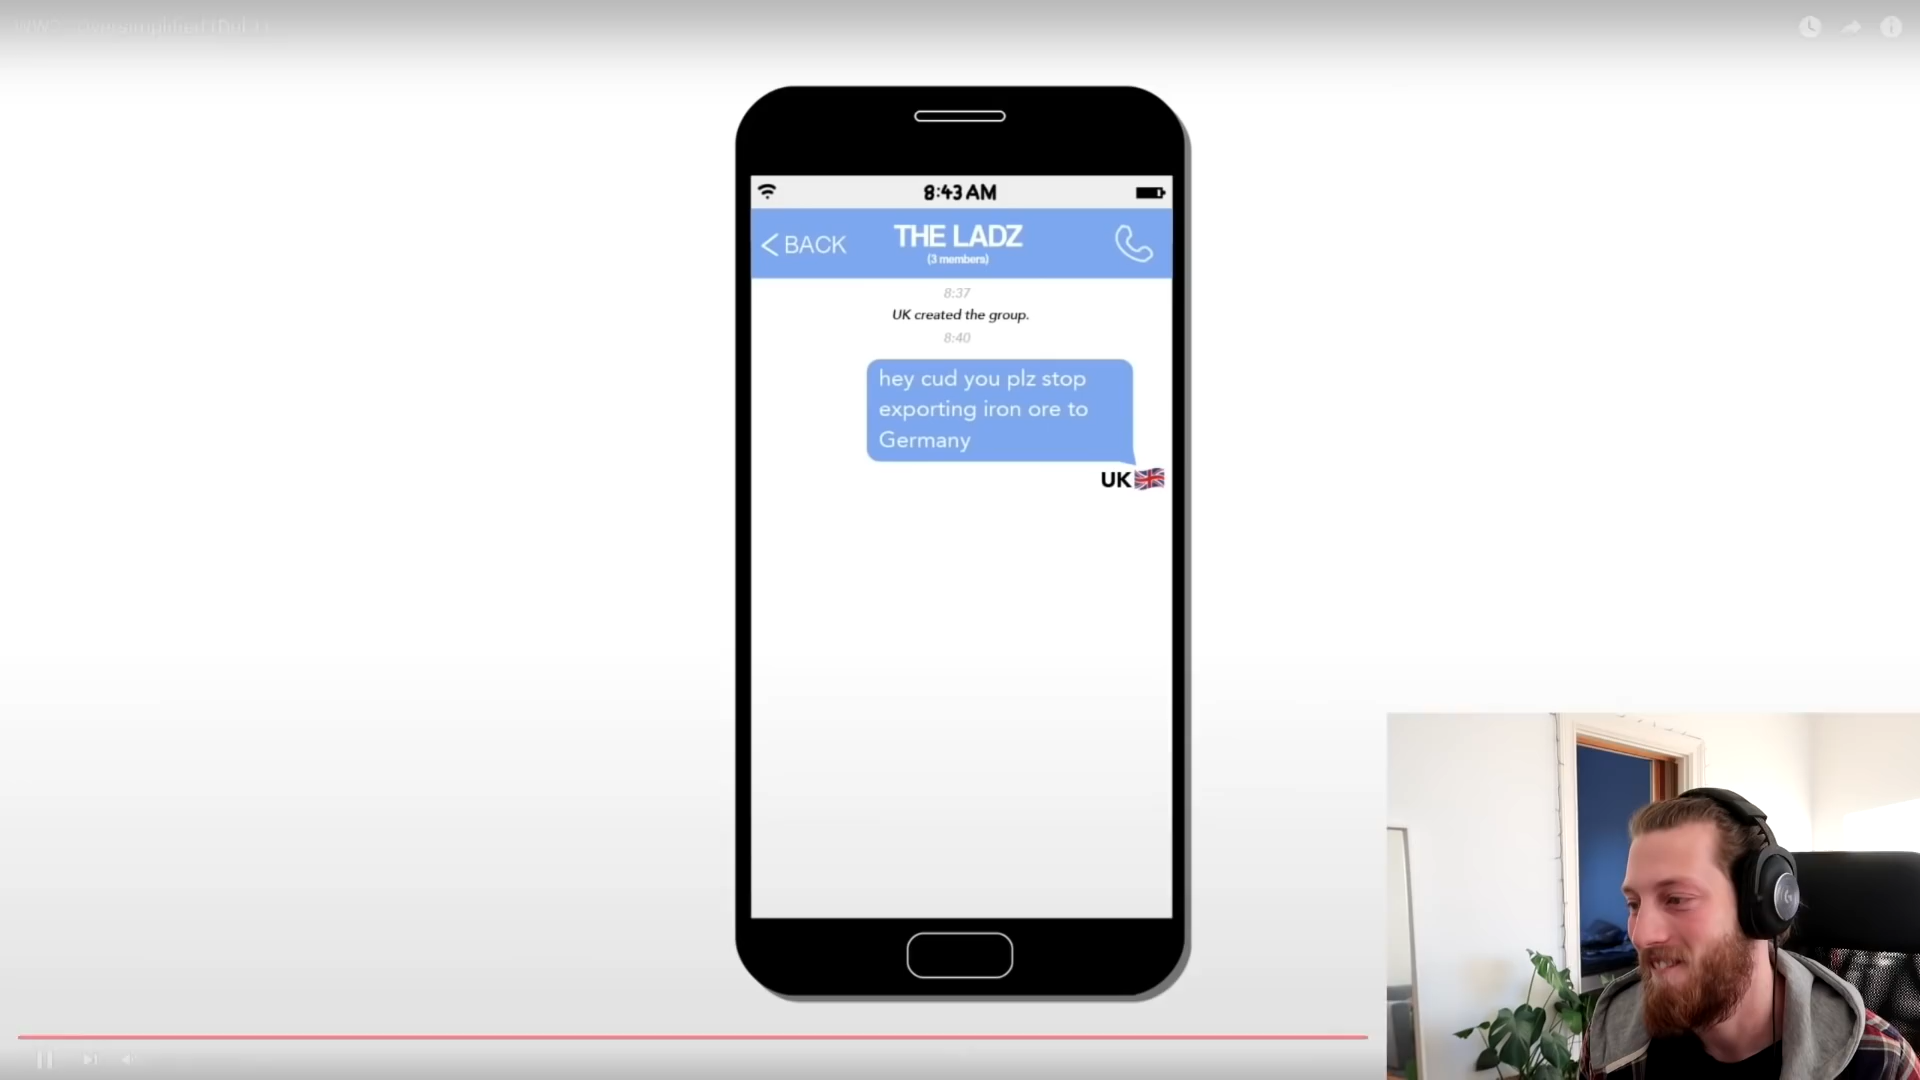 8:43 AM
BACK
THE LADZ
(3 members)
8:37
UK created the group.
8:40
hey cud you plz stop
exporting iron ore to
Germany
UK